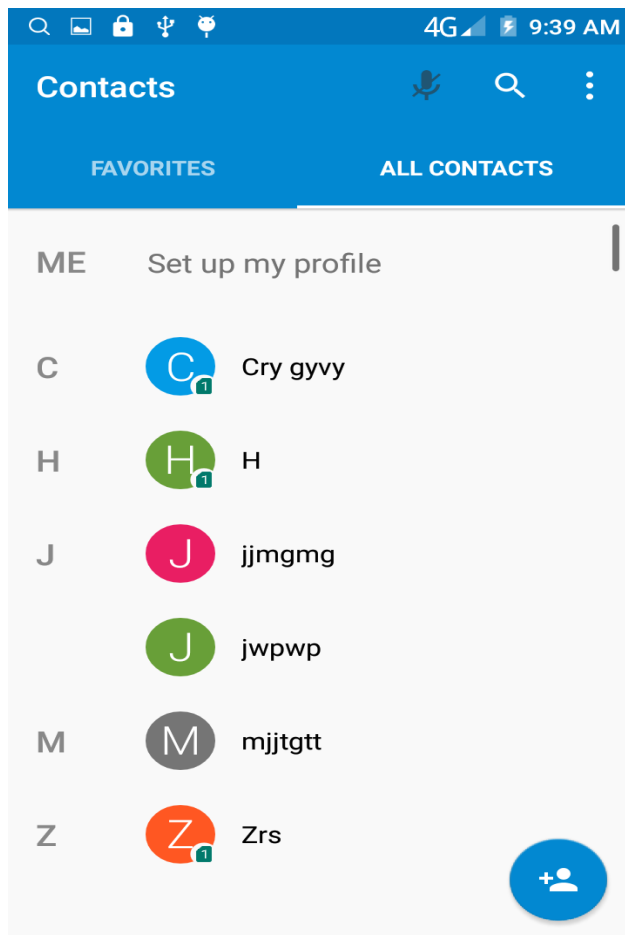 4G 9:39 AM
Contacts
FAVORITES ALL CONTACTS
ME Set up my profile
C C 1 Cry gyvy
H H 1 H
J J jjmgmg
J jwpwp
M M mjjtgtt
Z Z 1 Zrs